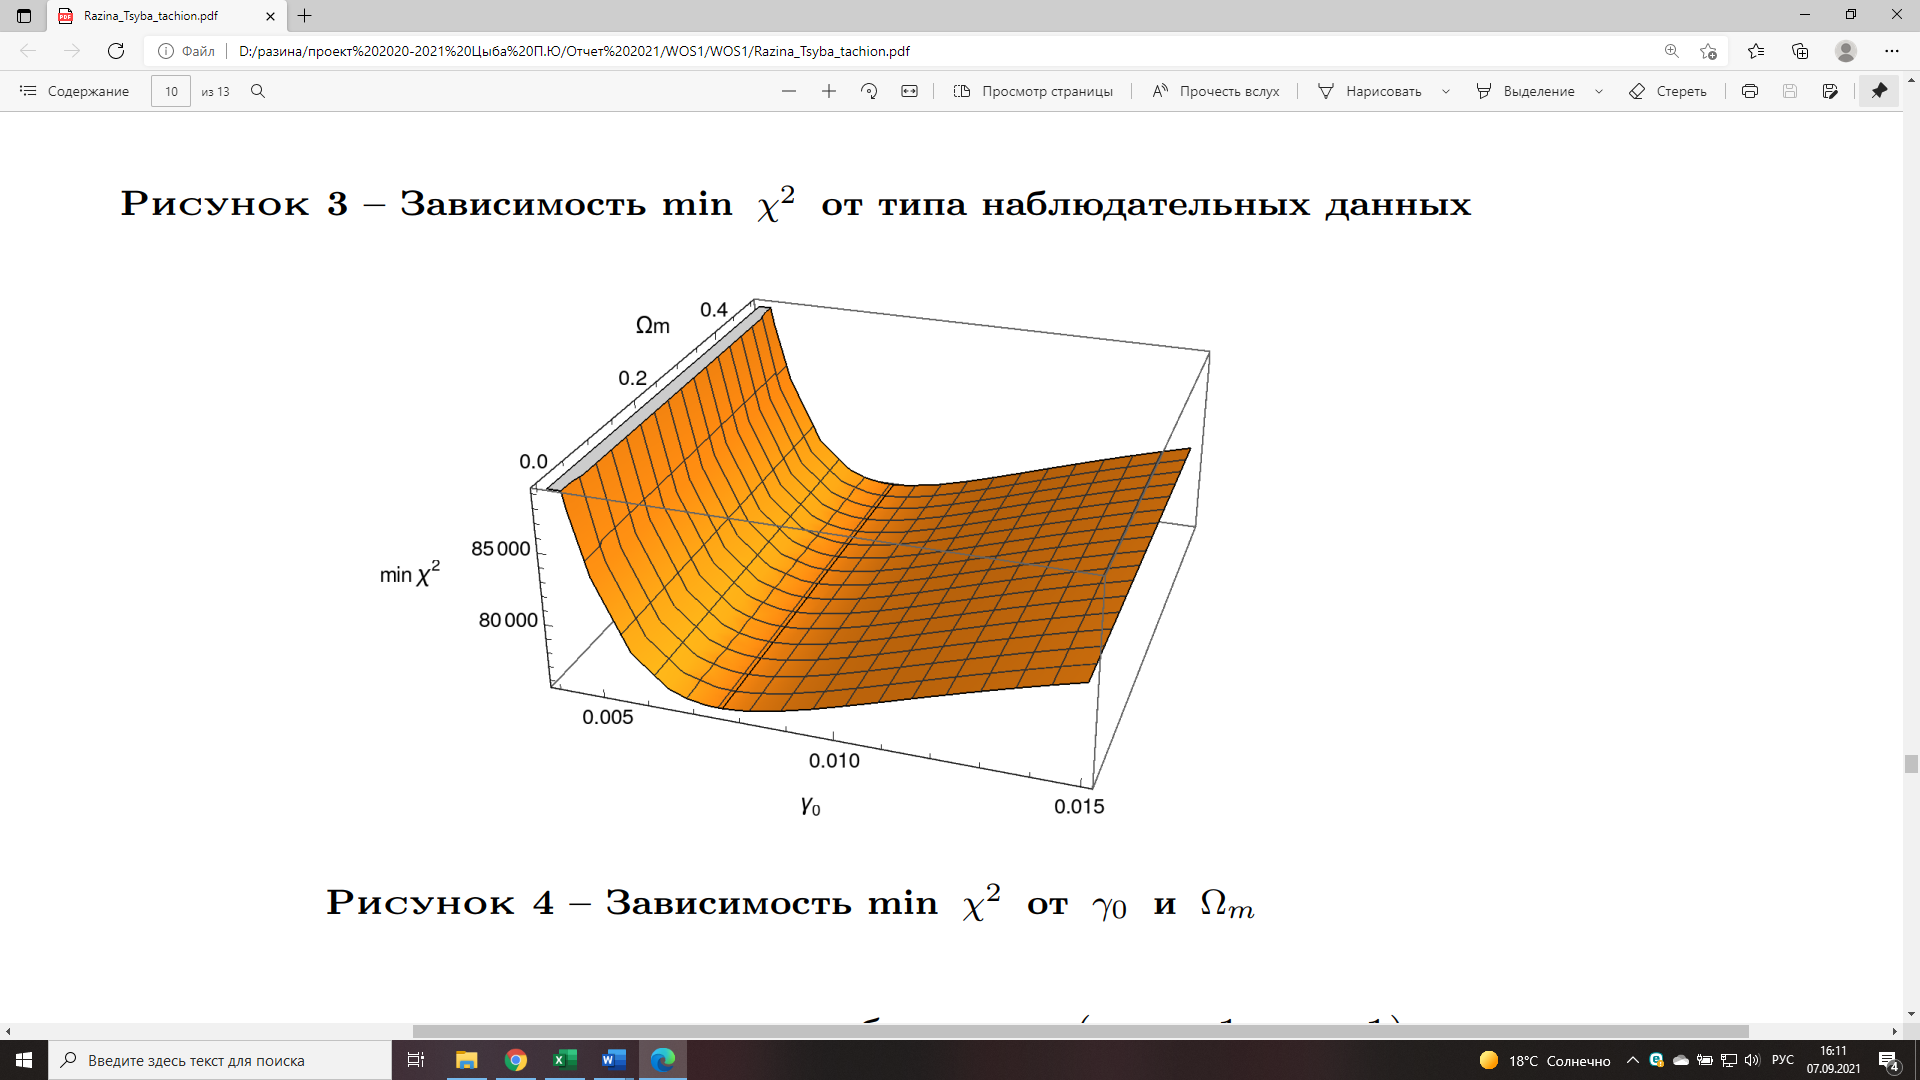 Razina_Tsyba_tachion.pdf
Файл D:/разина/проект%202020-2021%20Цыба%20П.Ю/Отчет%202021/WOS1/WOS1/Razina_Tsyba_tachion.pdf
Содержание 10 из 13 Просмотр страницы Прочесть вслух Нарисовать Выделение Стереть
Рисунок 3 – Зависимость min χ² от типа наблюдательных данных
0.4
Ωm
0.2
0.0
85 000
min χ²
80 000
0.005
0.010
γ₀
0.015
Рисунок 4 – Зависимость min χ² от γ₀ и Ωₘ
Введите здесь текст для поиска
18°C Солнечно РУС 16:11
07.09.2021
4